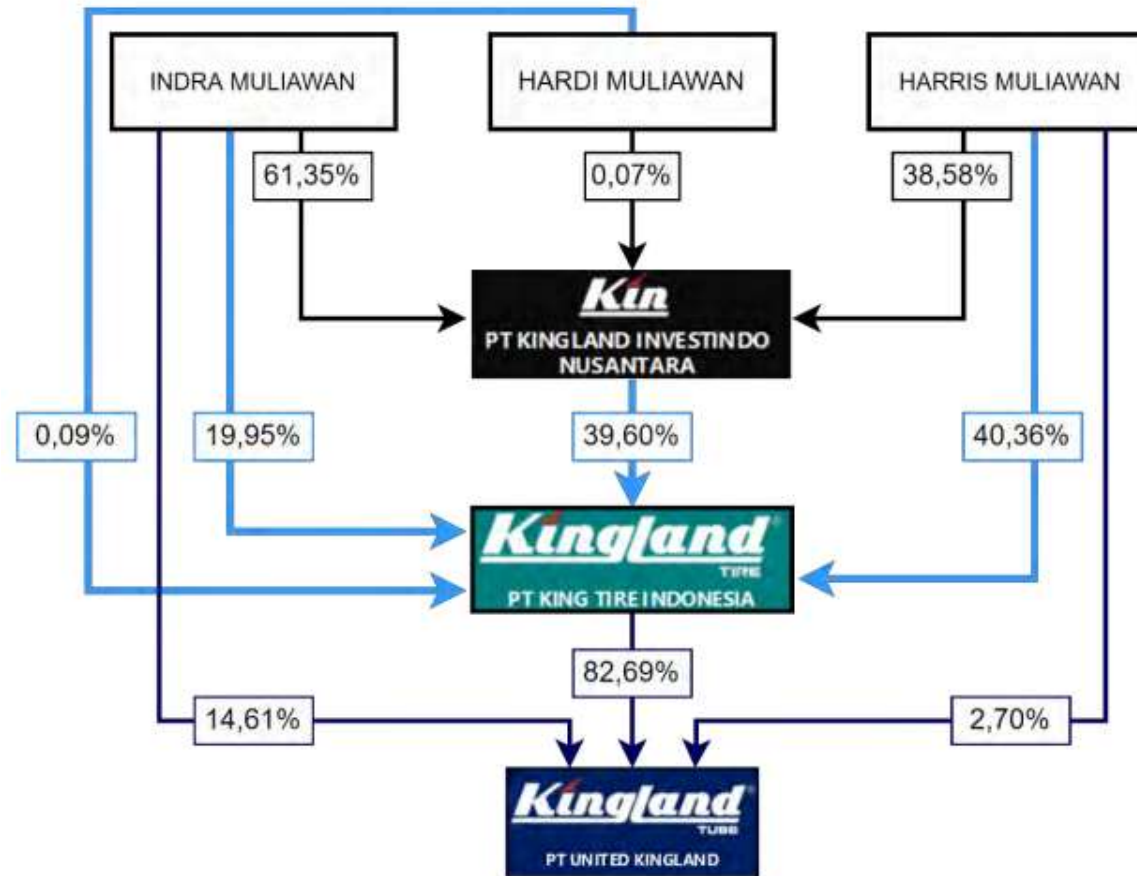 INDRA MULIAWAN
HARDI MULIAWAN
HARRIS MULIAWAN
61,35%
0,07%
38,58%
Kin
PT KINGLAND INVESTINDO
NUSANTARA
0,09%
19,95%
39,60%
40,36%
Kingland®
TIRE
PT KING TIRE INDONESIA
82,69%
14,61%
2,70%
Kingland®
TUBE
PT UNITED KINGLAND